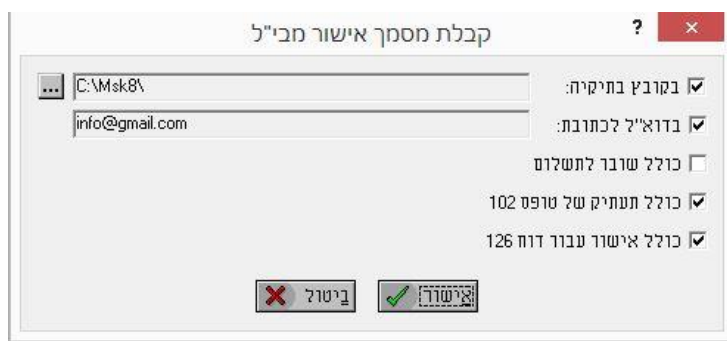 קבלת מסמך אישור מבי"ל
בקובץ בתיקיה: C:\Msk8\ ...
בדוא"ל לכתובת: info@gmail.com
כולל שובר לתשלום
כולל תעתיק של טופס 102
כולל אישור עבור דוח 126
אישור ביטול